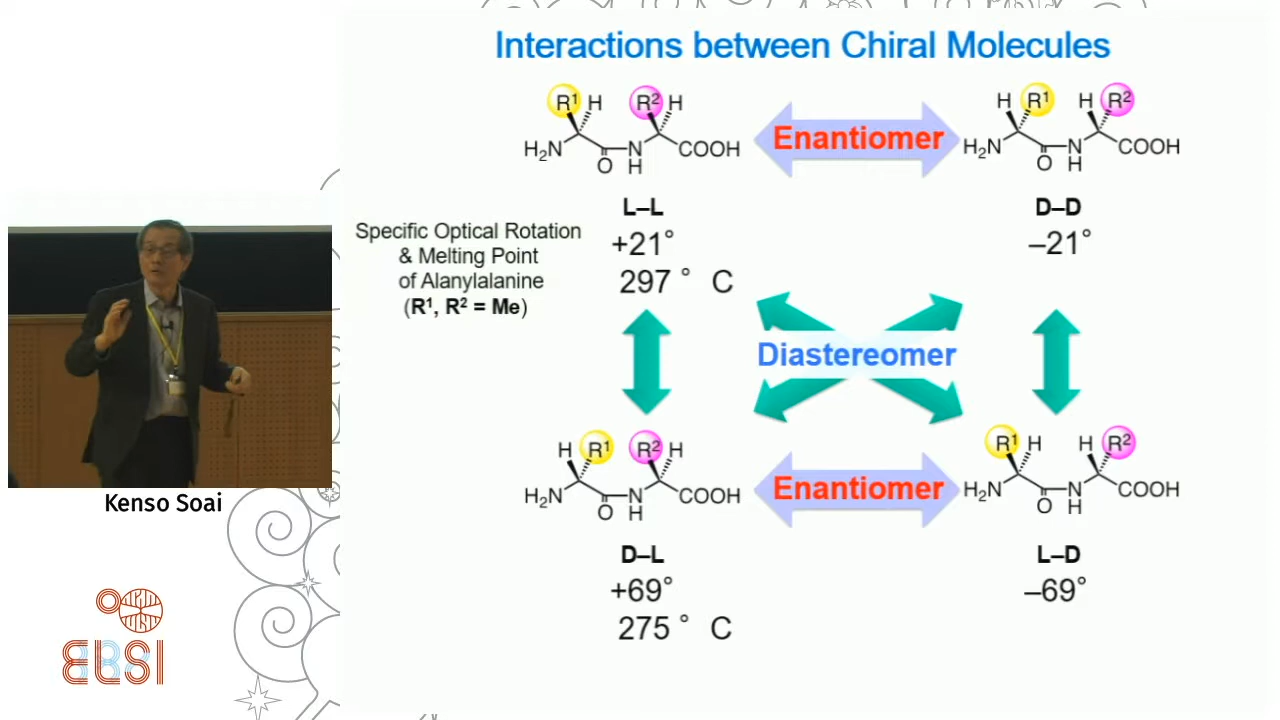 Interactions between Chiral Molecules
R¹ H R² H
H₂N O N H COOH
Enantiomer
H R¹ H R²
H₂N O N H COOH
L–L
D–D
Specific Optical Rotation
& Melting Point
of Alanylalanine
(R¹, R² = Me)
+21°
–21°
297 ° C
Diastereomer
H R¹ R² H
H₂N O N H COOH
Enantiomer
R¹ H H R²
H₂N O N H COOH
D–L
L–D
+69°
–69°
275 ° C
Kenso Soai
ELSI